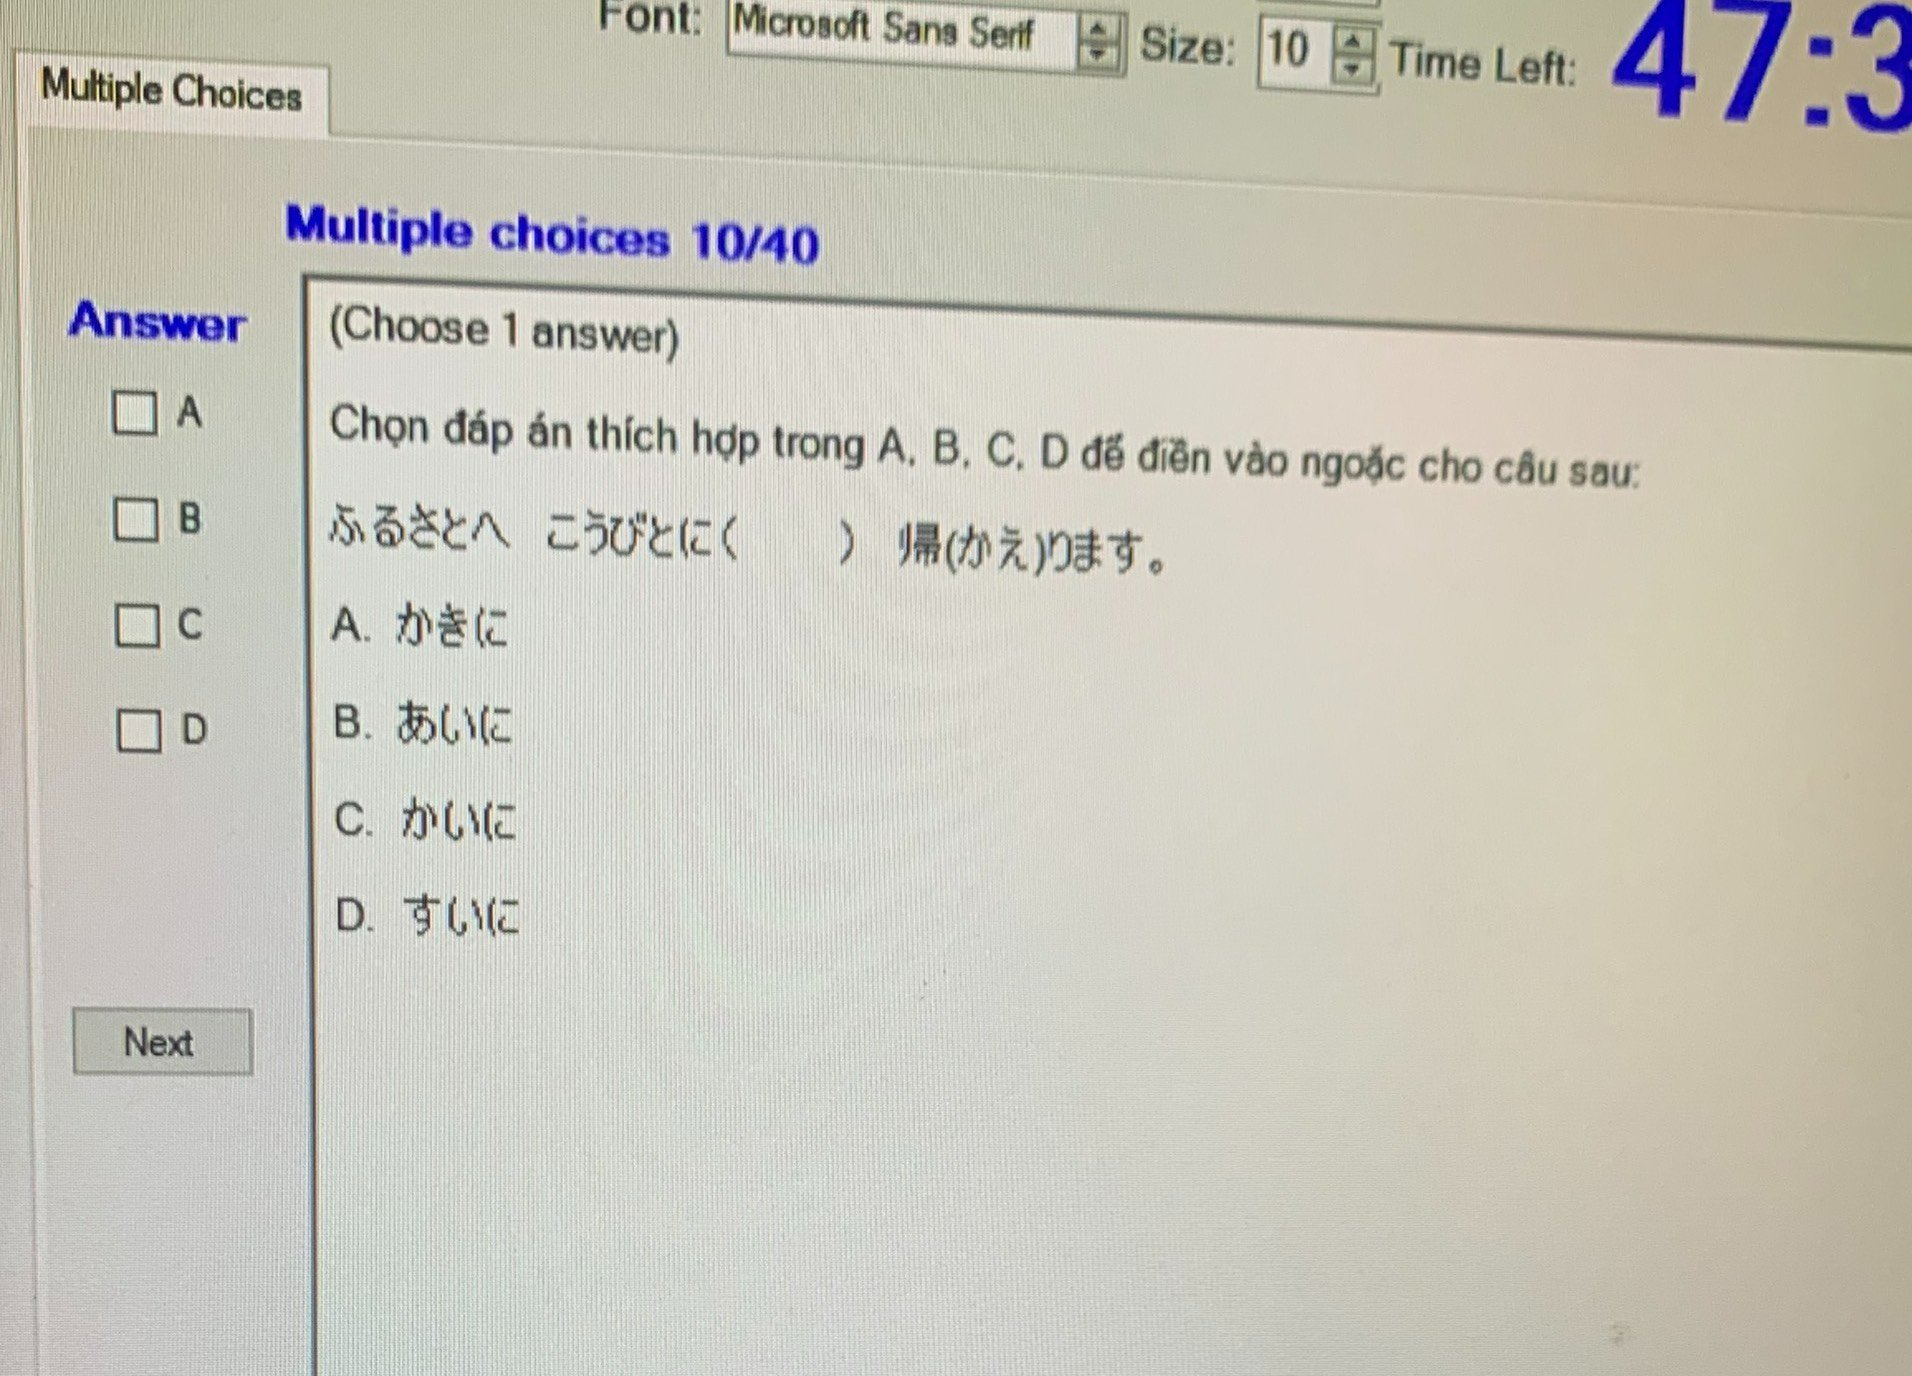 Font: Microsoft Sans Serif Size: 10 Time Left: 47:3
Multiple Choices
Multiple choices 10/40
Answer
(Choose 1 answer)
Chọn đáp án thích hợp trong A, B, C, D để điền vào ngoặc cho câu sau:
ふるさとへ こうびとに( ) 帰(かえ)ります。
A
B
C
D
A. かきに
B. あいに
C. かいに
D. すいに
Next